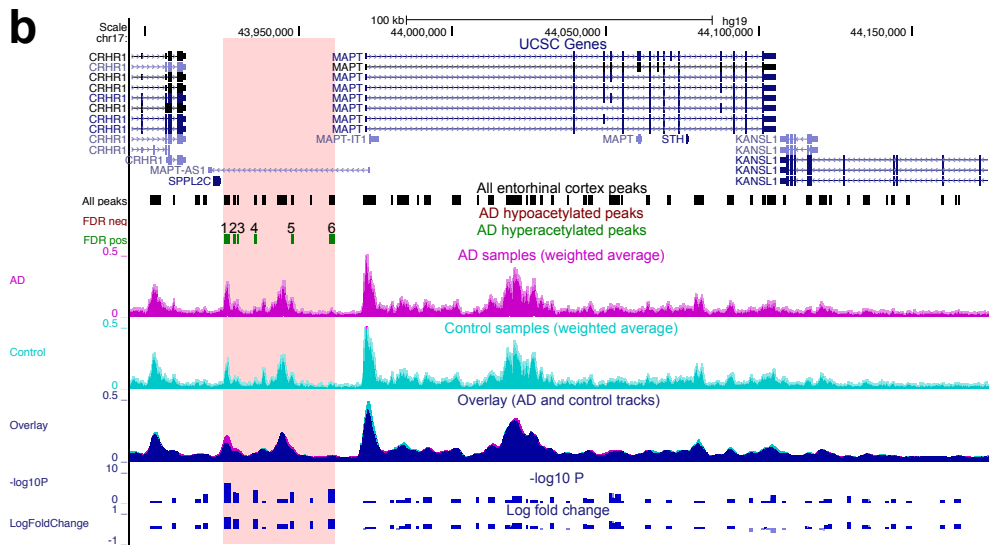 b
Scale 100 kb hg19
chr17: 43,950,000 44,000,000 44,050,000 44,100,000 44,150,000
UCSC Genes
CRHR1 MAPT
CRHR1 MAPT
CRHR1 MAPT
CRHR1 MAPT
CRHR1 MAPT
CRHR1 MAPT
CRHR1 MAPT
CRHR1 MAPT
CRHR1 MAPT-IT1 MAPT STH KANSL1
CRHR1 KANSL1
CRHR1 KANSL1
MAPT-AS1 KANSL1
SPPL2C KANSL1
All entorhinal cortex peaks
All peaks
AD hypoacetylated peaks
FDR neg
1 2 3 4 5 6 AD hyperacetylated peaks
FDR pos
0.5 AD samples (weighted average)
AD
0
0.5 Control samples (weighted average)
Control
0
0.5 Overlay (AD and control tracks)
Overlay
0
10 -log10 P
-log10P
0
1 Log fold change
LogFoldChange
-1